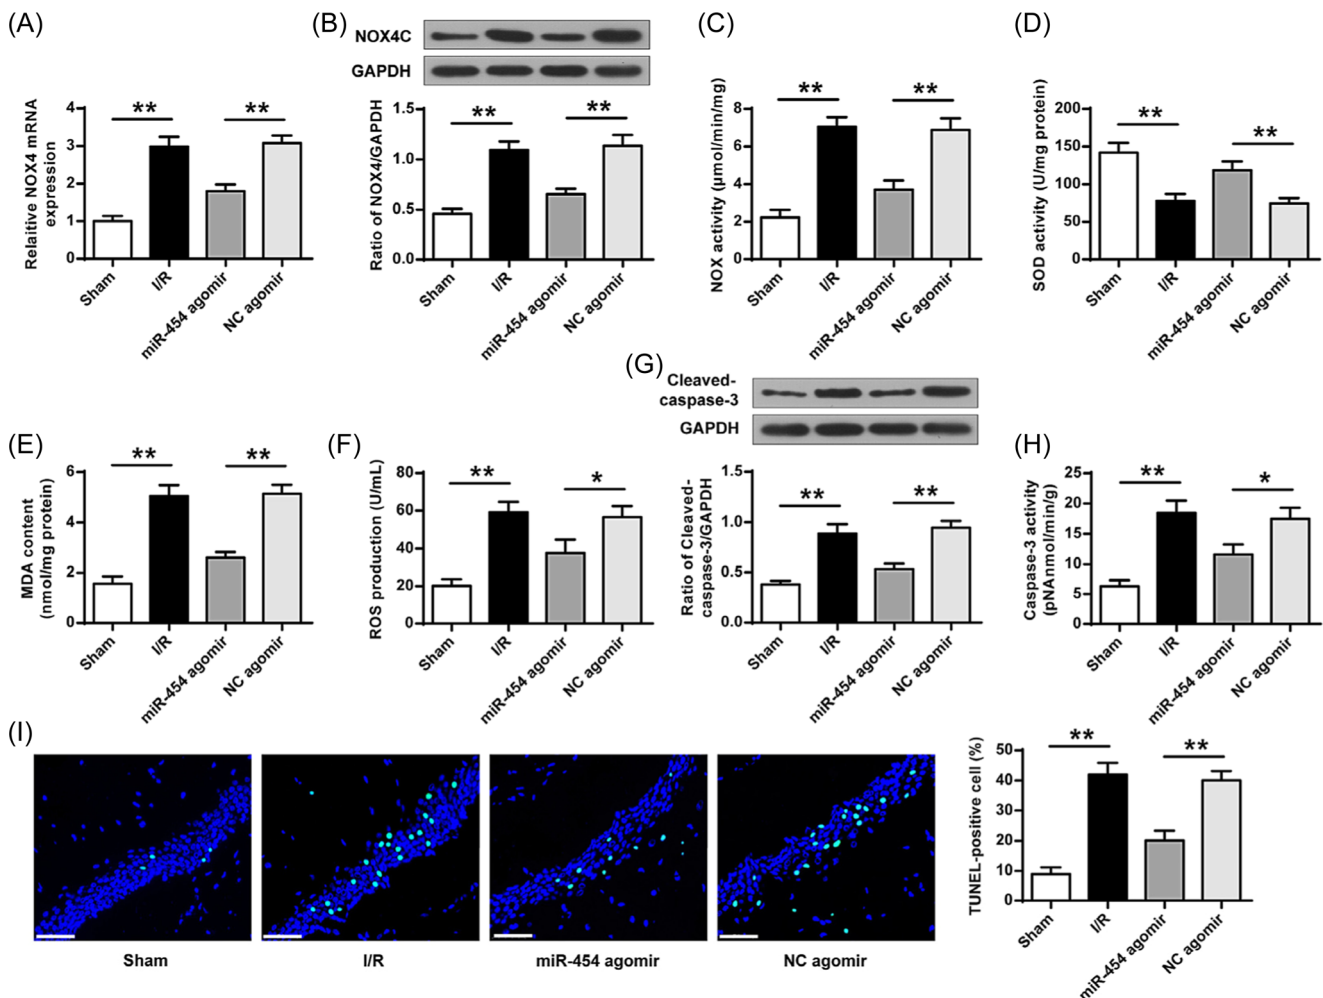 (A)
**
**
Relaitive NOX4 mRNA
expression
4
3
2
1
0
Sham
I/R
miR-454 agomir
NC agomir
(B)
NOX4C
GAPDH
**
**
Ratio of NOX4/GAPDH
1.5
1.0
0.5
0.0
Sham
I/R
miR-454 agomir
NC agomir
(C)
**
**
NOX activity (μmol/min/mg)
8
6
4
2
0
Sham
I/R
miR-454 agomir
NC agomir
(D)
**
**
SOD activity (U/mg protein)
200
150
100
50
0
Sham
I/R
miR-454 agomir
NC agomir
(E)
**
**
MDA content
(nmol/mg protein)
6
4
2
0
Sham
I/R
miR-454 agomir
NC agomir
(F)
**
*
ROS production (U/mL)
80
60
40
20
0
Sham
I/R
miR-454 agomir
NC agomir
(G)
Cleaved-
caspase-3
GAPDH
**
**
Ratio of Cleaved-
caspase-3/GAPDH
1.5
1.0
0.5
0.0
Sham
I/R
miR-454 agomir
NC agomir
(H)
**
*
Caspase-3 activity
(pNAnmol/min/g)
25
20
15
10
5
0
Sham
I/R
miR-454 agomir
NC agomir
(I)
Sham
I/R
miR-454 agomir
NC agomir
**
**
TUNEL-positive cell (%)
50
40
30
20
10
0
Sham
I/R
miR-454 agomir
NC agomir